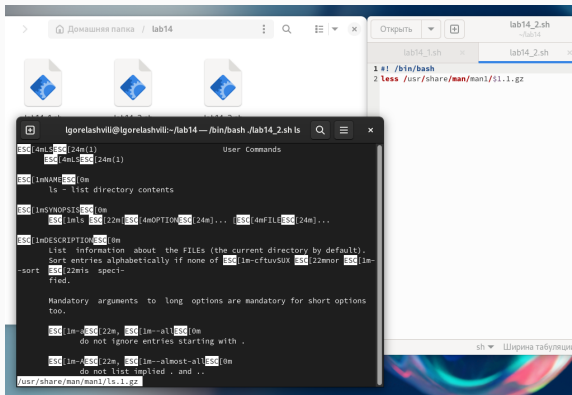 Домашняя папка / lab14
Открыть
lab14_2.sh
~/lab14
lab14_1.sh
lab14_2.sh
1 #! /bin/bash
2 less /usr/share/man/man1/$1.1.gz
lgorelashvili@lgorelashvili:~/lab14 — /bin/bash ./lab14_2.sh ls
ESC[4mLSESC[24m(1) User Commands
ESC[4mLSESC[24m(1)
ESC[1mNAMEESC[0m
ls - list directory contents
ESC[1mSYNOPSISESC[0m
ESC[1mls ESC[22m[ESC[4mOPTIONESC[24m]... [ESC[4mFILEESC[24m]...
ESC[1mDESCRIPTIONESC[0m
List information about the FILEs (the current directory by default).
Sort entries alphabetically if none of ESC[1m-cftuvSUX ESC[22mnor ESC[1m-
-sort ESC[22mis speci-
fied.
Mandatory arguments to long options are mandatory for short options
too.
ESC[1m-aESC[22m, ESC[1m--allESC[0m
do not ignore entries starting with .
ESC[1m-AESC[22m, ESC[1m--almost-allESC[0m
do not list implied . and ..
/usr/share/man/man1/ls.1.gz
sh
Ширина табуляции